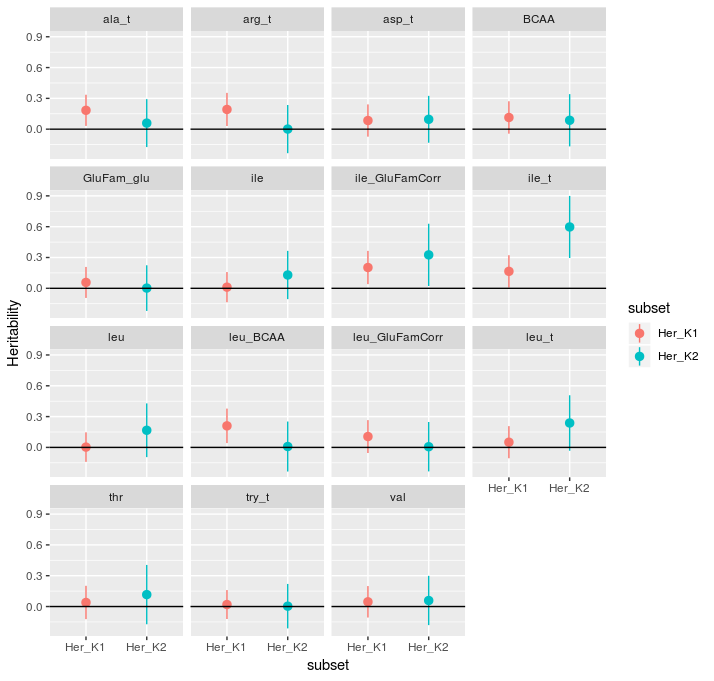 ala_t arg_t asp_t BCAA
0.9
0.6
0.3
0.0
GluFam_glu ile ile_GluFamCorr ile_t
0.9
0.6
0.3
0.0
leu leu_BCAA leu_GluFamCorr leu_t
0.9
0.6
0.3
0.0
Her_K1 Her_K2
thr try_t val
0.9
0.6
0.3
0.0
Her_K1 Her_K2 Her_K1 Her_K2 Her_K1 Her_K2
subset
Heritability
subset
Her_K1
Her_K2